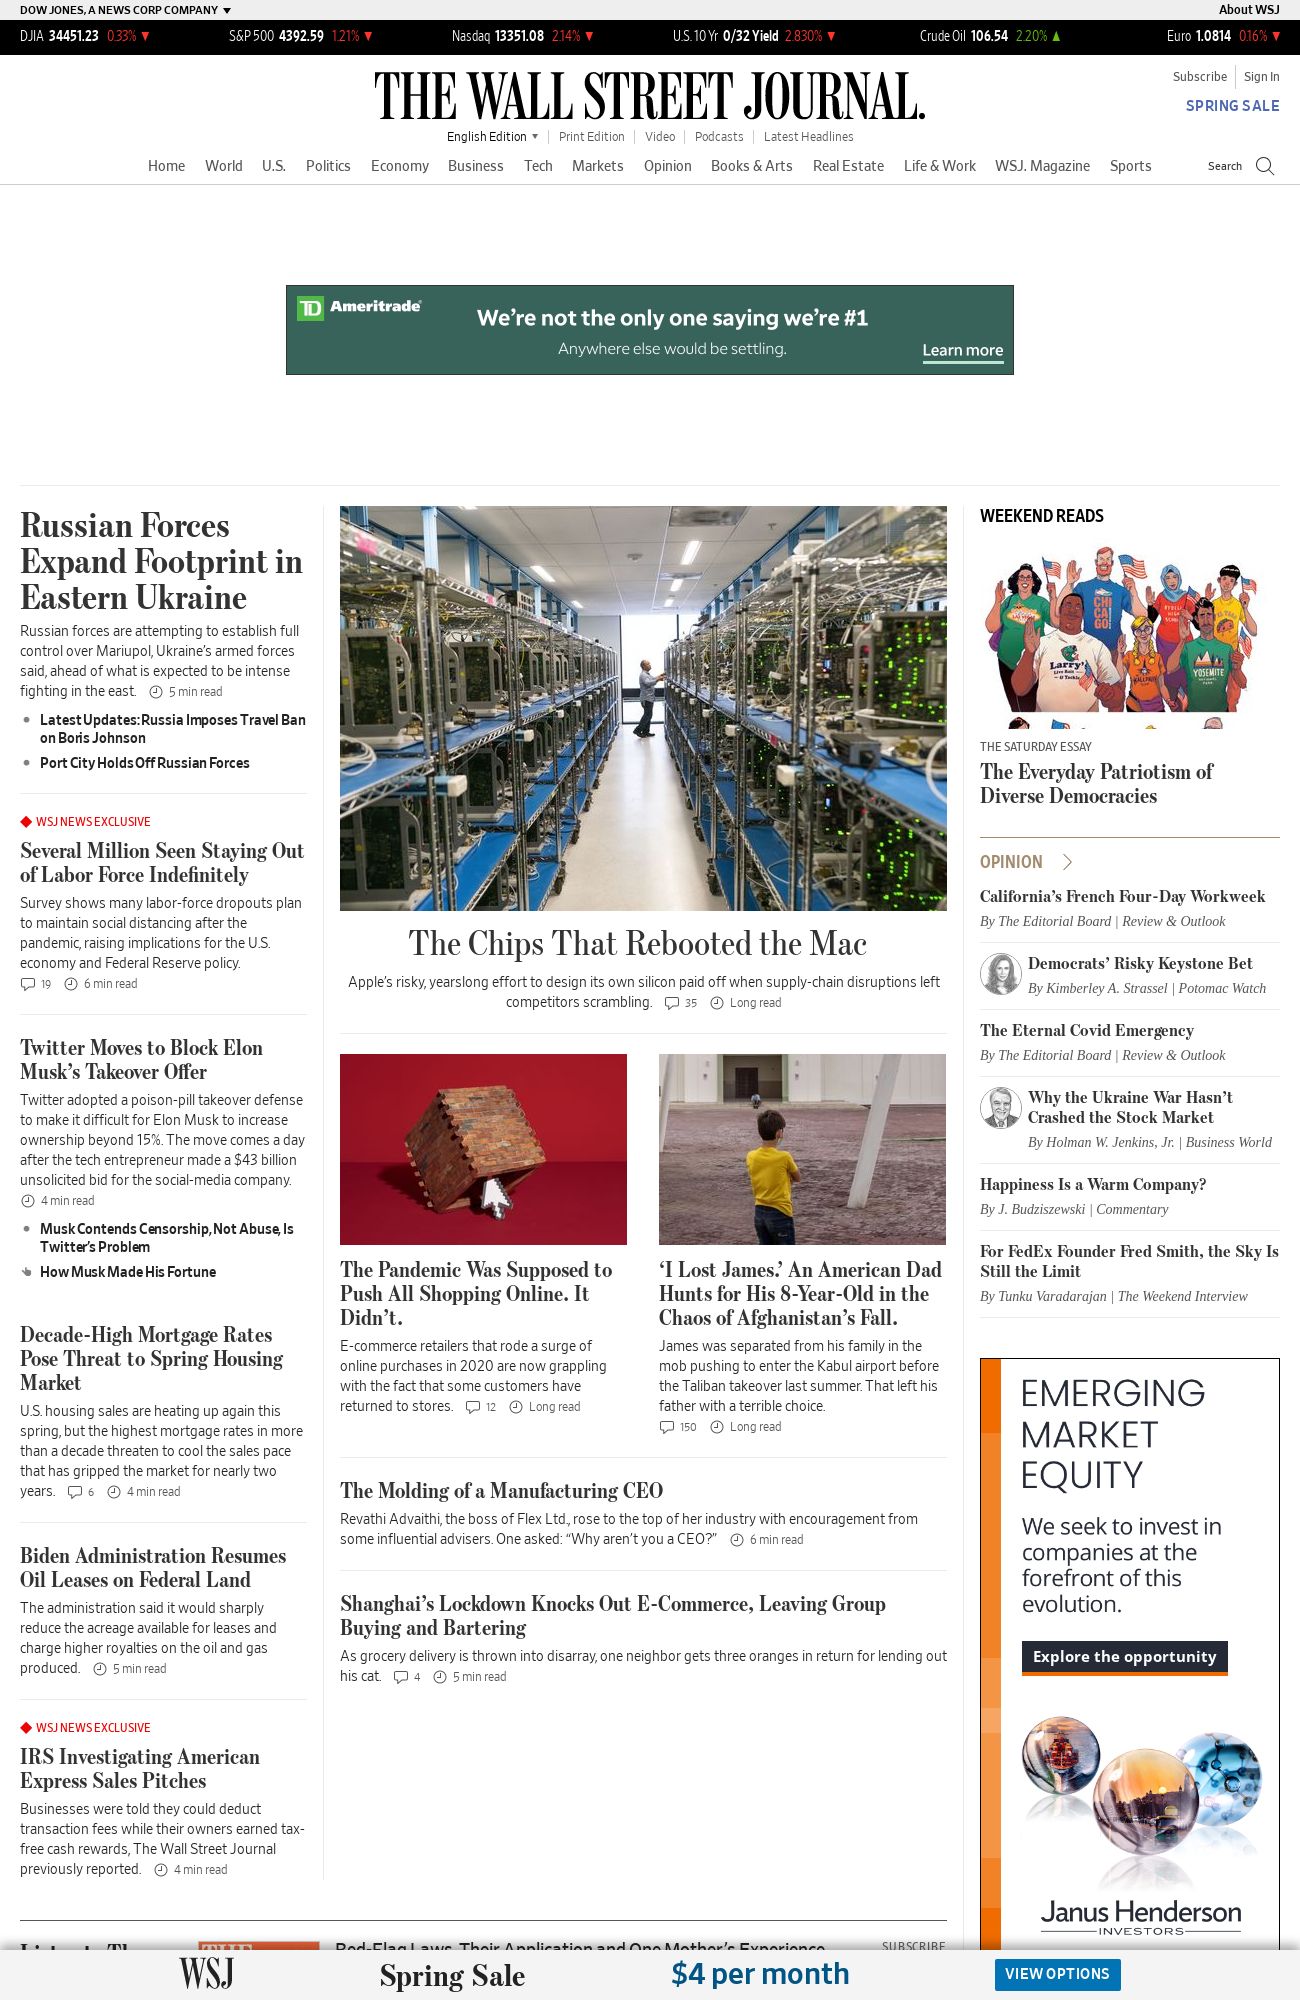 DOW JONES, A NEWS CORP COMPANY
About WSJ
DJIA 34451.23 0.33%
S&P 500 4392.59 1.21%
Nasdaq 13351.08 2.14%
U.S. 10 Yr 0/32 Yield 2.830%
Crude Oil 106.54 2.20%
Euro 1.0814 0.16%
THE WALL STREET JOURNAL.
Subscribe
Sign In
SPRING SALE
English Edition
Print Edition
Video
Podcasts
Latest Headlines
Home World U.S. Politics Economy Business Tech Markets Opinion Books & Arts Real Estate Life & Work WSJ. Magazine Sports
Search
TD Ameritrade
We’re not the only one saying we’re #1
Anywhere else would be settling.
Learn more
Russian Forces
Expand Footprint in
Eastern Ukraine
Russian forces are attempting to establish full
control over Mariupol, Ukraine’s armed forces
said, ahead of what is expected to be intense
fighting in the east. 5 min read
Latest Updates: Russia Imposes Travel Ban
on Boris Johnson
Port City Holds Off Russian Forces
WSJ NEWS EXCLUSIVE
Several Million Seen Staying Out
of Labor Force Indefinitely
Survey shows many labor-force dropouts plan
to maintain social distancing after the
pandemic, raising implications for the U.S.
economy and Federal Reserve policy.
19 6 min read
Twitter Moves to Block Elon
Musk’s Takeover Offer
Twitter adopted a poison-pill takeover defense
to make it difficult for Elon Musk to increase
ownership beyond 15%. The move comes a day
after the tech entrepreneur made a $43 billion
unsolicited bid for the social-media company.
4 min read
Musk Contends Censorship, Not Abuse, Is
Twitter’s Problem
How Musk Made His Fortune
Decade-High Mortgage Rates
Pose Threat to Spring Housing
Market
U.S. housing sales are heating up again this
spring, but the highest mortgage rates in more
than a decade threaten to cool the sales pace
that has gripped the market for nearly two
years. 6 4 min read
Biden Administration Resumes
Oil Leases on Federal Land
The administration said it would sharply
reduce the acreage available for leases and
charge higher royalties on the oil and gas
produced. 5 min read
WSJ NEWS EXCLUSIVE
IRS Investigating American
Express Sales Pitches
Businesses were told they could deduct
transaction fees while their owners earned tax-
free cash rewards, The Wall Street Journal
previously reported. 4 min read
The Chips That Rebooted the Mac
Apple’s risky, yearslong effort to design its own silicon paid off when supply-chain disruptions left
competitors scrambling. 35 Long read
The Pandemic Was Supposed to
Push All Shopping Online. It
Didn’t.
E-commerce retailers that rode a surge of
online purchases in 2020 are now grappling
with the fact that some customers have
returned to stores. 12 Long read
‘I Lost James.’ An American Dad
Hunts for His 8-Year-Old in the
Chaos of Afghanistan’s Fall.
James was separated from his family in the
mob pushing to enter the Kabul airport before
the Taliban takeover last summer. That left his
father with a terrible choice.
150 Long read
The Molding of a Manufacturing CEO
Revathi Advaithi, the boss of Flex Ltd., rose to the top of her industry with encouragement from
some influential advisers. One asked: “Why aren’t you a CEO?” 6 min read
Shanghai’s Lockdown Knocks Out E-Commerce, Leaving Group
Buying and Bartering
As grocery delivery is thrown into disarray, one neighbor gets three oranges in return for lending out
his cat. 4 5 min read
WEEKEND READS
CHI
CA
GO!
Larry's
Live Bait
& Tackle
YOSEMITE
THE SATURDAY ESSAY
The Everyday Patriotism of
Diverse Democracies
OPINION
California’s French Four-Day Workweek
By The Editorial Board | Review & Outlook
Democrats’ Risky Keystone Bet
By Kimberley A. Strassel | Potomac Watch
The Eternal Covid Emergency
By The Editorial Board | Review & Outlook
Why the Ukraine War Hasn’t
Crashed the Stock Market
By Holman W. Jenkins, Jr. | Business World
Happiness Is a Warm Company?
By J. Budziszewski | Commentary
For FedEx Founder Fred Smith, the Sky Is
Still the Limit
By Tunku Varadarajan | The Weekend Interview
EMERGING
MARKET
EQUITY
We seek to invest in
companies at the
forefront of this
evolution.
Explore the opportunity
Janus Henderson
INVESTORS
Red-Flag Laws, Their Application and One Mother’s Experience
SUBSCRIBE
WSJ
Spring Sale
$4 per month
VIEW OPTIONS